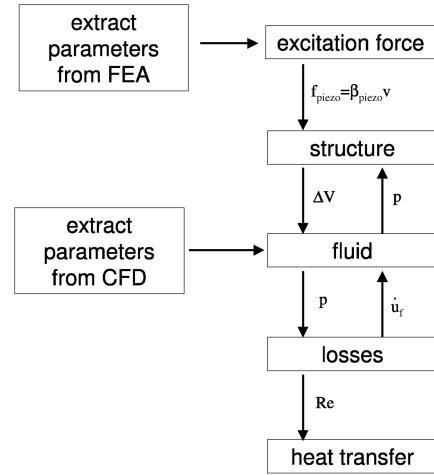 extract
parameters
from FEA
excitation force
f_piezo=β_piezo v
structure
ΔV
p
extract
parameters
from CFD
fluid
p
u̇_f
losses
Re
heat transfer